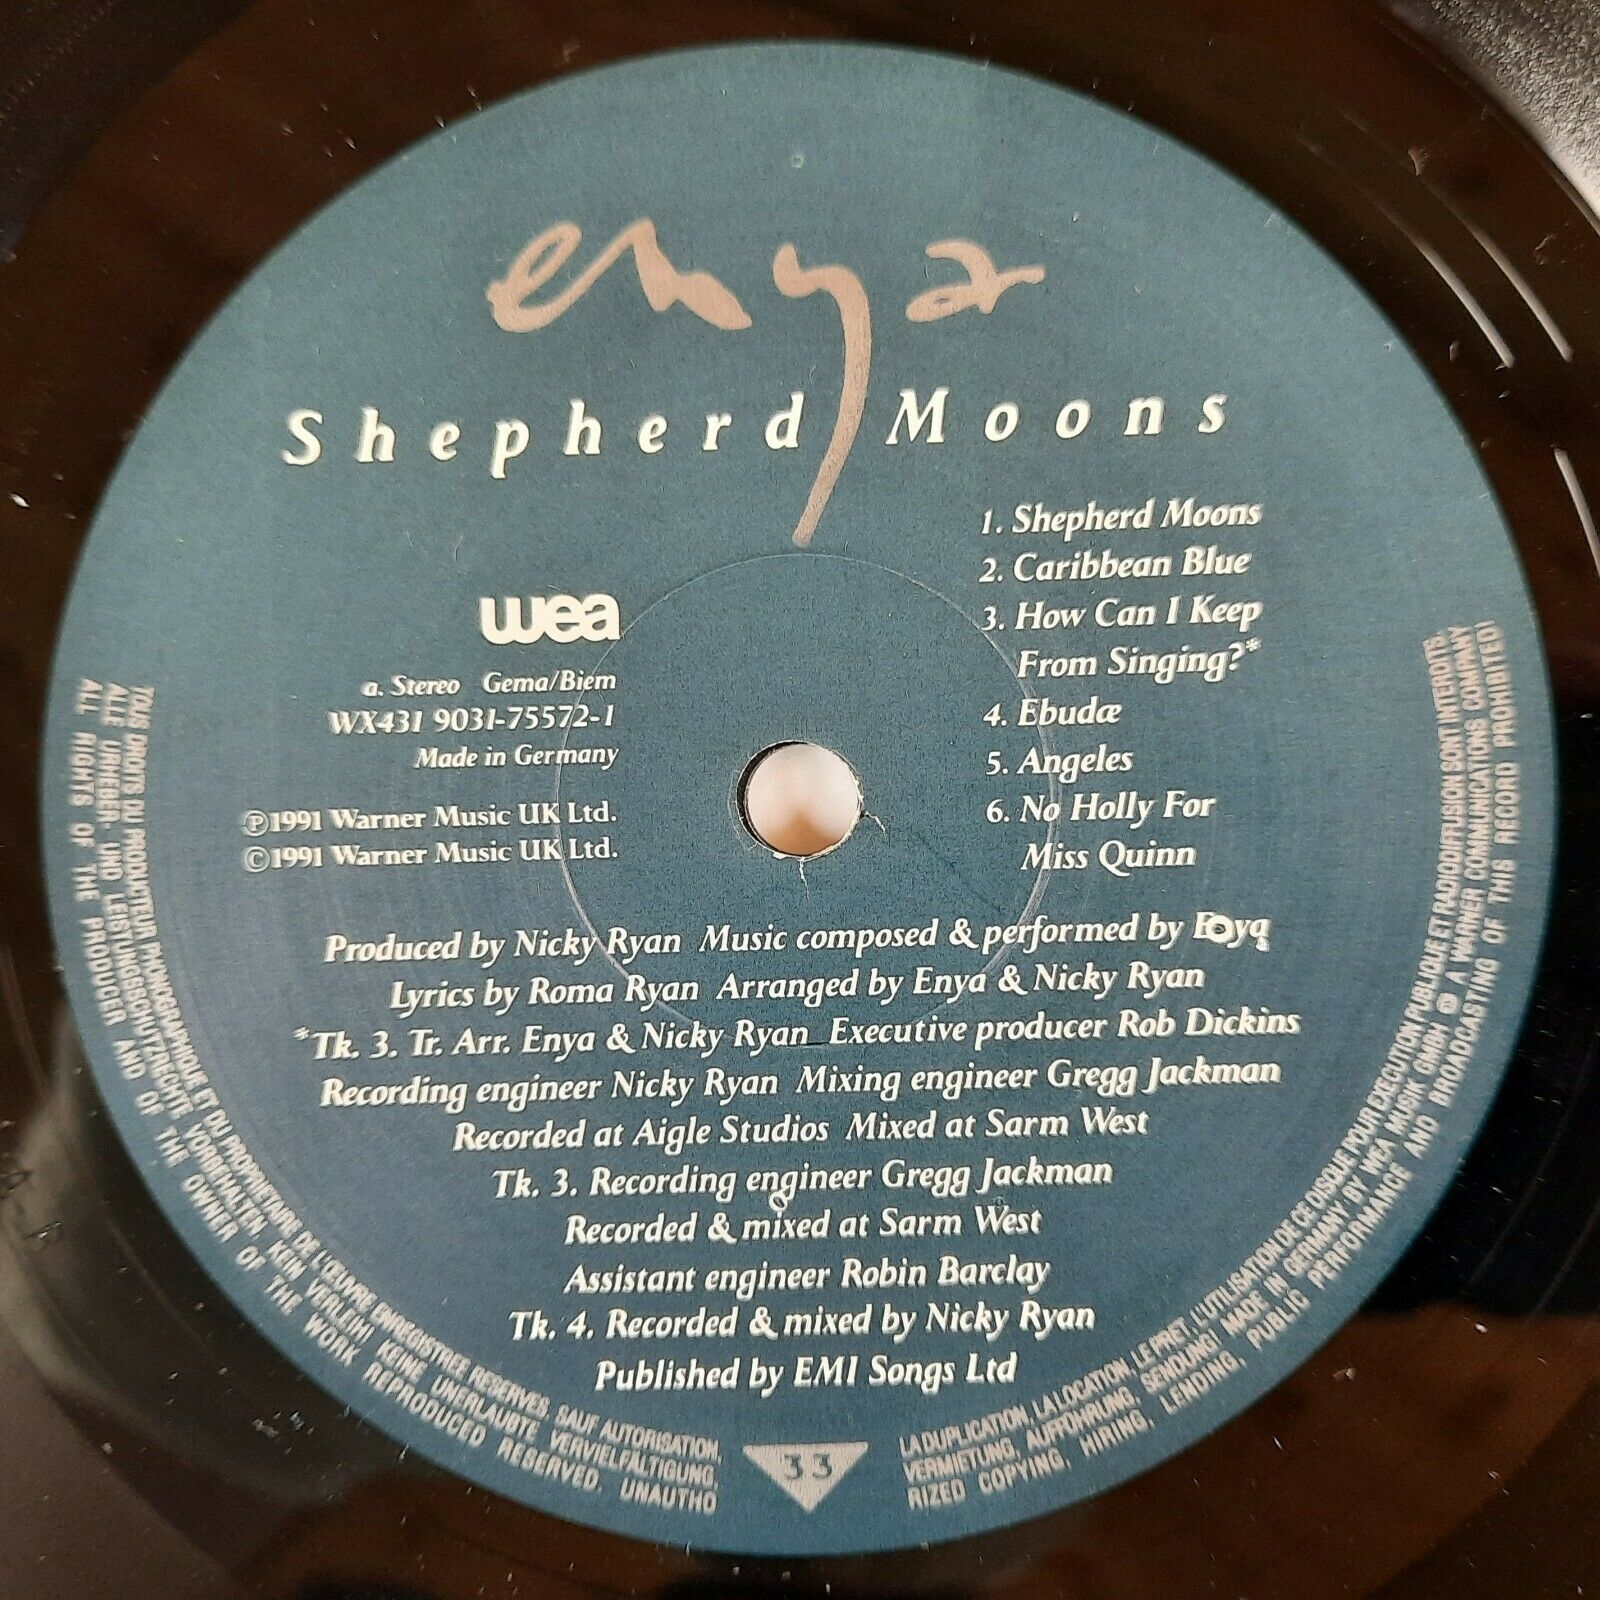 enya
Shepherd Moons
1. Shepherd Moons
2. Caribbean Blue
3. How Can I Keep
From Singing?*
4. Ebudæ
5. Angeles
6. No Holly For
Miss Quinn
wea
a. Stereo Gema/Biem
WX431 9031-75572-1
Made in Germany
℗1991 Warner Music UK Ltd.
©1991 Warner Music UK Ltd.
Produced by Nicky Ryan Music composed & performed by Enya
Lyrics by Roma Ryan Arranged by Enya & Nicky Ryan
*Tk. 3. Tr. Arr. Enya & Nicky Ryan Executive producer Rob Dickins
Recording engineer Nicky Ryan Mixing engineer Gregg Jackman
Recorded at Aigle Studios Mixed at Sarm West
Tk. 3. Recording engineer Gregg Jackman
Recorded & mixed at Sarm West
Assistant engineer Robin Barclay
Tk. 4. Recorded & mixed by Nicky Ryan
Published by EMI Songs Ltd
33
TOUS DROITS DU PRODUCTEUR PHONOGRAPHIQUE ET DU PROPRIETAIRE DE L'ŒUVRE ENREGISTREE RESERVES. SAUF AUTORISATION, LA DUPLICATION, LA LOCATION, LE PRET, L'UTILISATION DE CE DISQUE POUR EXECUTION PUBLIQUE ET RADIODIFFUSION SONT INTERDITS.
ALLE URHEBER- UND LEISTUNGSSCHUTZRECHTE VORBEHALTEN. KEIN VERLEIH! KEINE UNERLAUBTE VERVIELFÄLTIGUNG, VERMIETUNG, AUFFÜHRUNG, SENDUNG! MADE IN GERMANY BY WEA MUSIK GMBH A WARNER COMMUNICATIONS COMPANY
ALL RIGHTS OF THE PRODUCER AND OF THE OWNER OF THE WORK REPRODUCED RESERVED. UNAUTHORIZED COPYING, HIRING, LENDING, PUBLIC PERFORMANCE AND BROADCASTING OF THIS RECORD PROHIBITED!